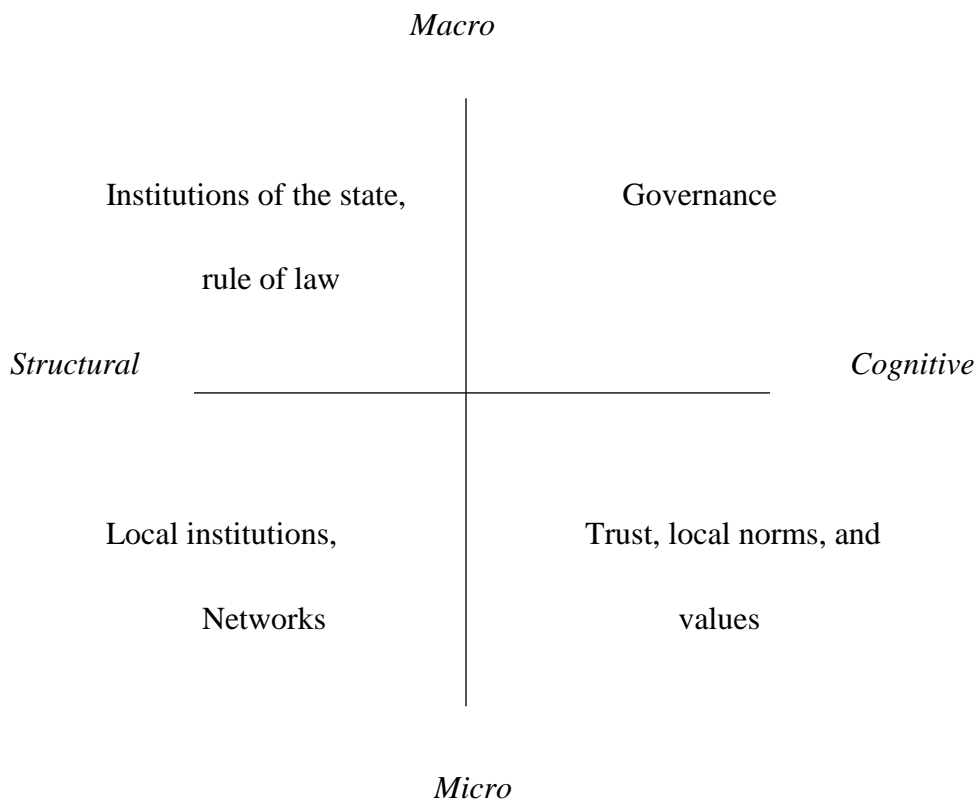 Macro
Institutions of the state,
Governance
rule of law
Structural
Cognitive
Local institutions,
Trust, local norms, and
Networks
values
Micro